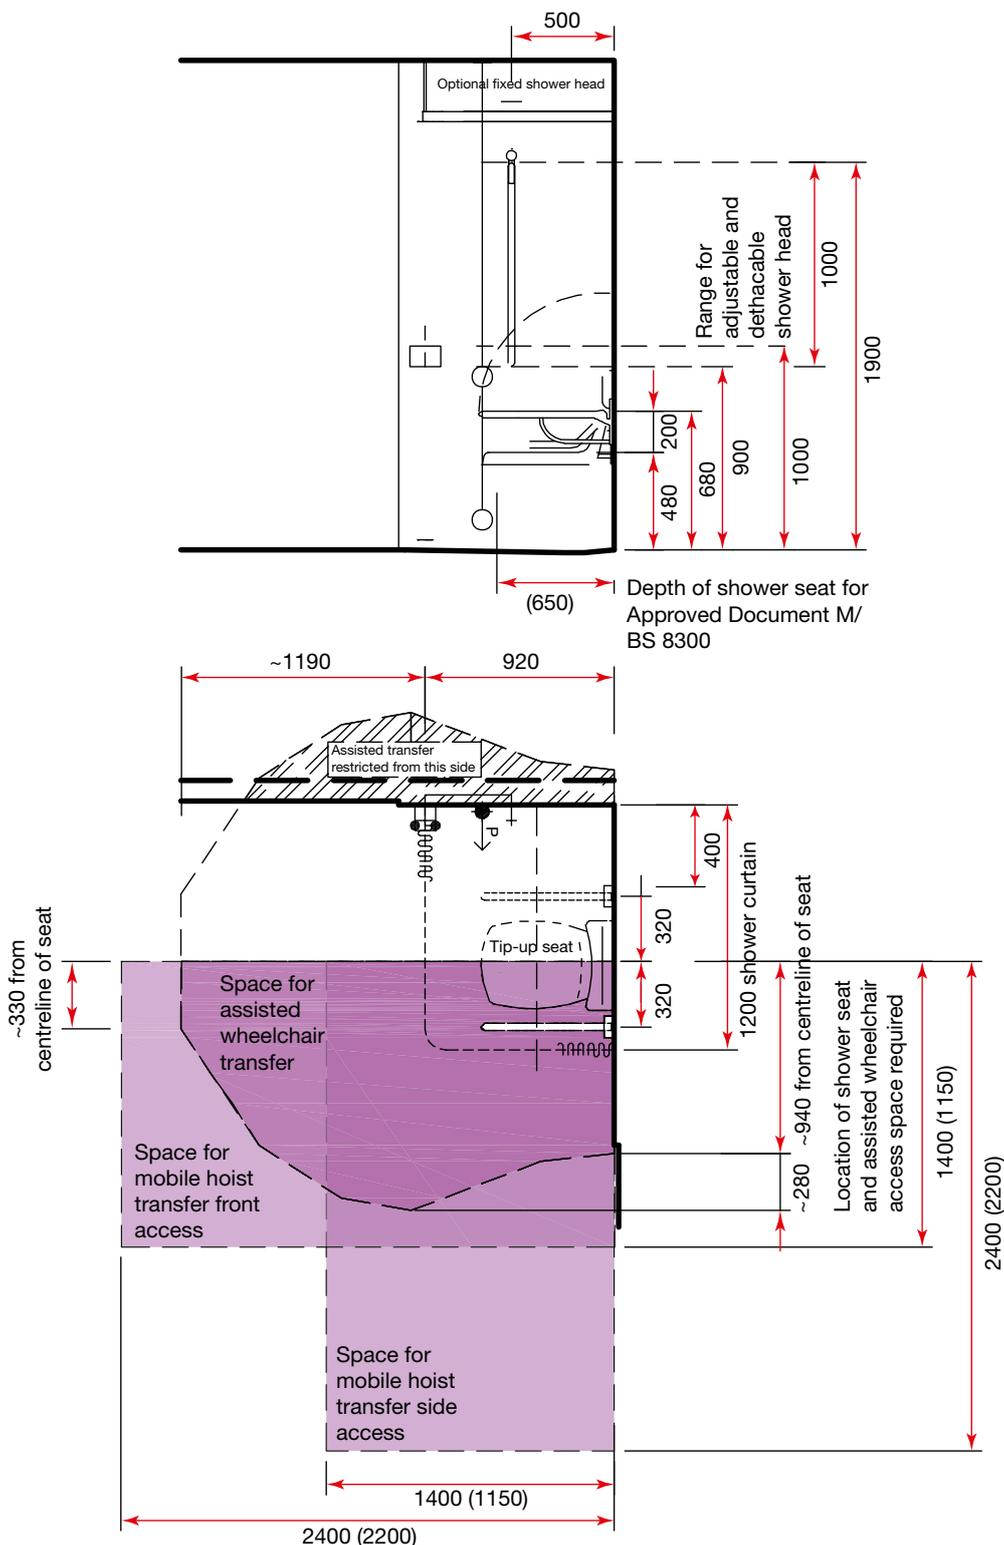 500
Optional fixed shower head
Range for
adjustable and
dethacable
shower head
1000
1900
200
480
680
900
1000
(650)
Depth of shower seat for
Approved Document M/
BS 8300
~1190
920
Assisted transfer
restricted from this side
P
400
1200 shower curtain
320
Tip-up seat
320
~330 from
centreline of seat
Space for
assisted
wheelchair
transfer
~940 from centreline of seat
~280
Location of shower seat
and assisted wheelchair
access space required
1400 (1150)
2400 (2200)
Space for
mobile hoist
transfer front
access
Space for
mobile hoist
transfer side
access
1400 (1150)
2400 (2200)